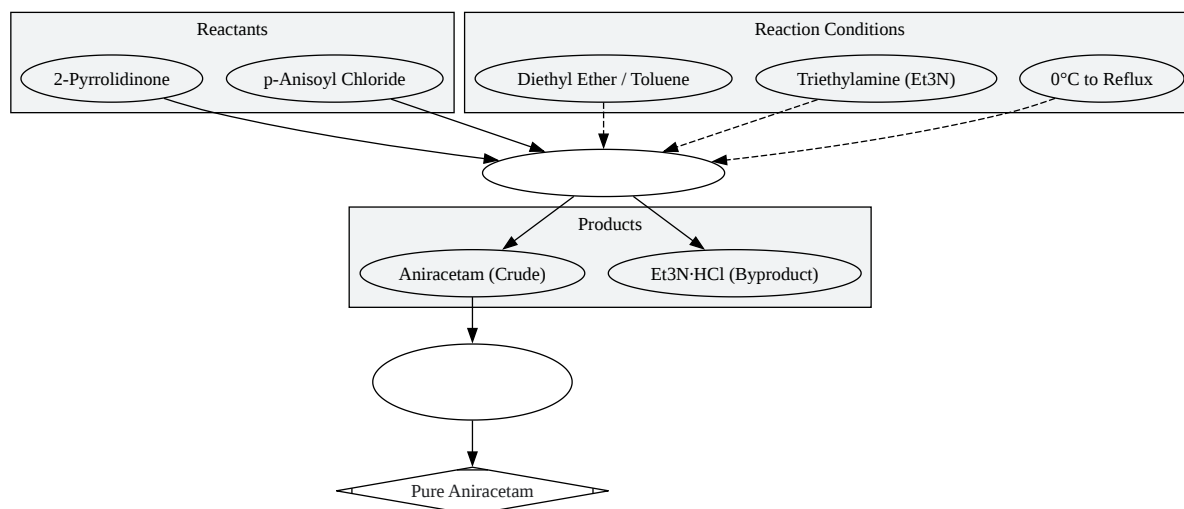 Reactants
Reaction Conditions
2-Pyrrolidinone
p-Anisoyl Chloride
Diethyl Ether / Toluene
Triethylamine (Et3N)
0°C to Reflux
Products
Aniracetam (Crude)
Et3N·HCl (Byproduct)
Pure Aniracetam